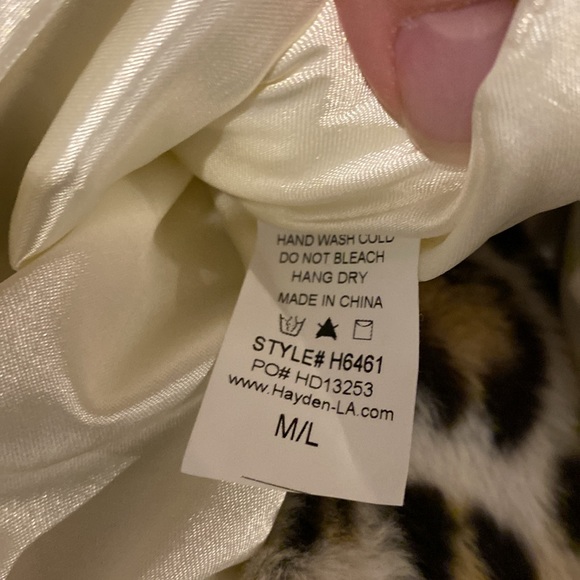 HAND WASH COLD
DO NOT BLEACH
HANG DRY
MADE IN CHINA
STYLE# H6461
PO# HD13253
www.Hayden-LA.com
M/L